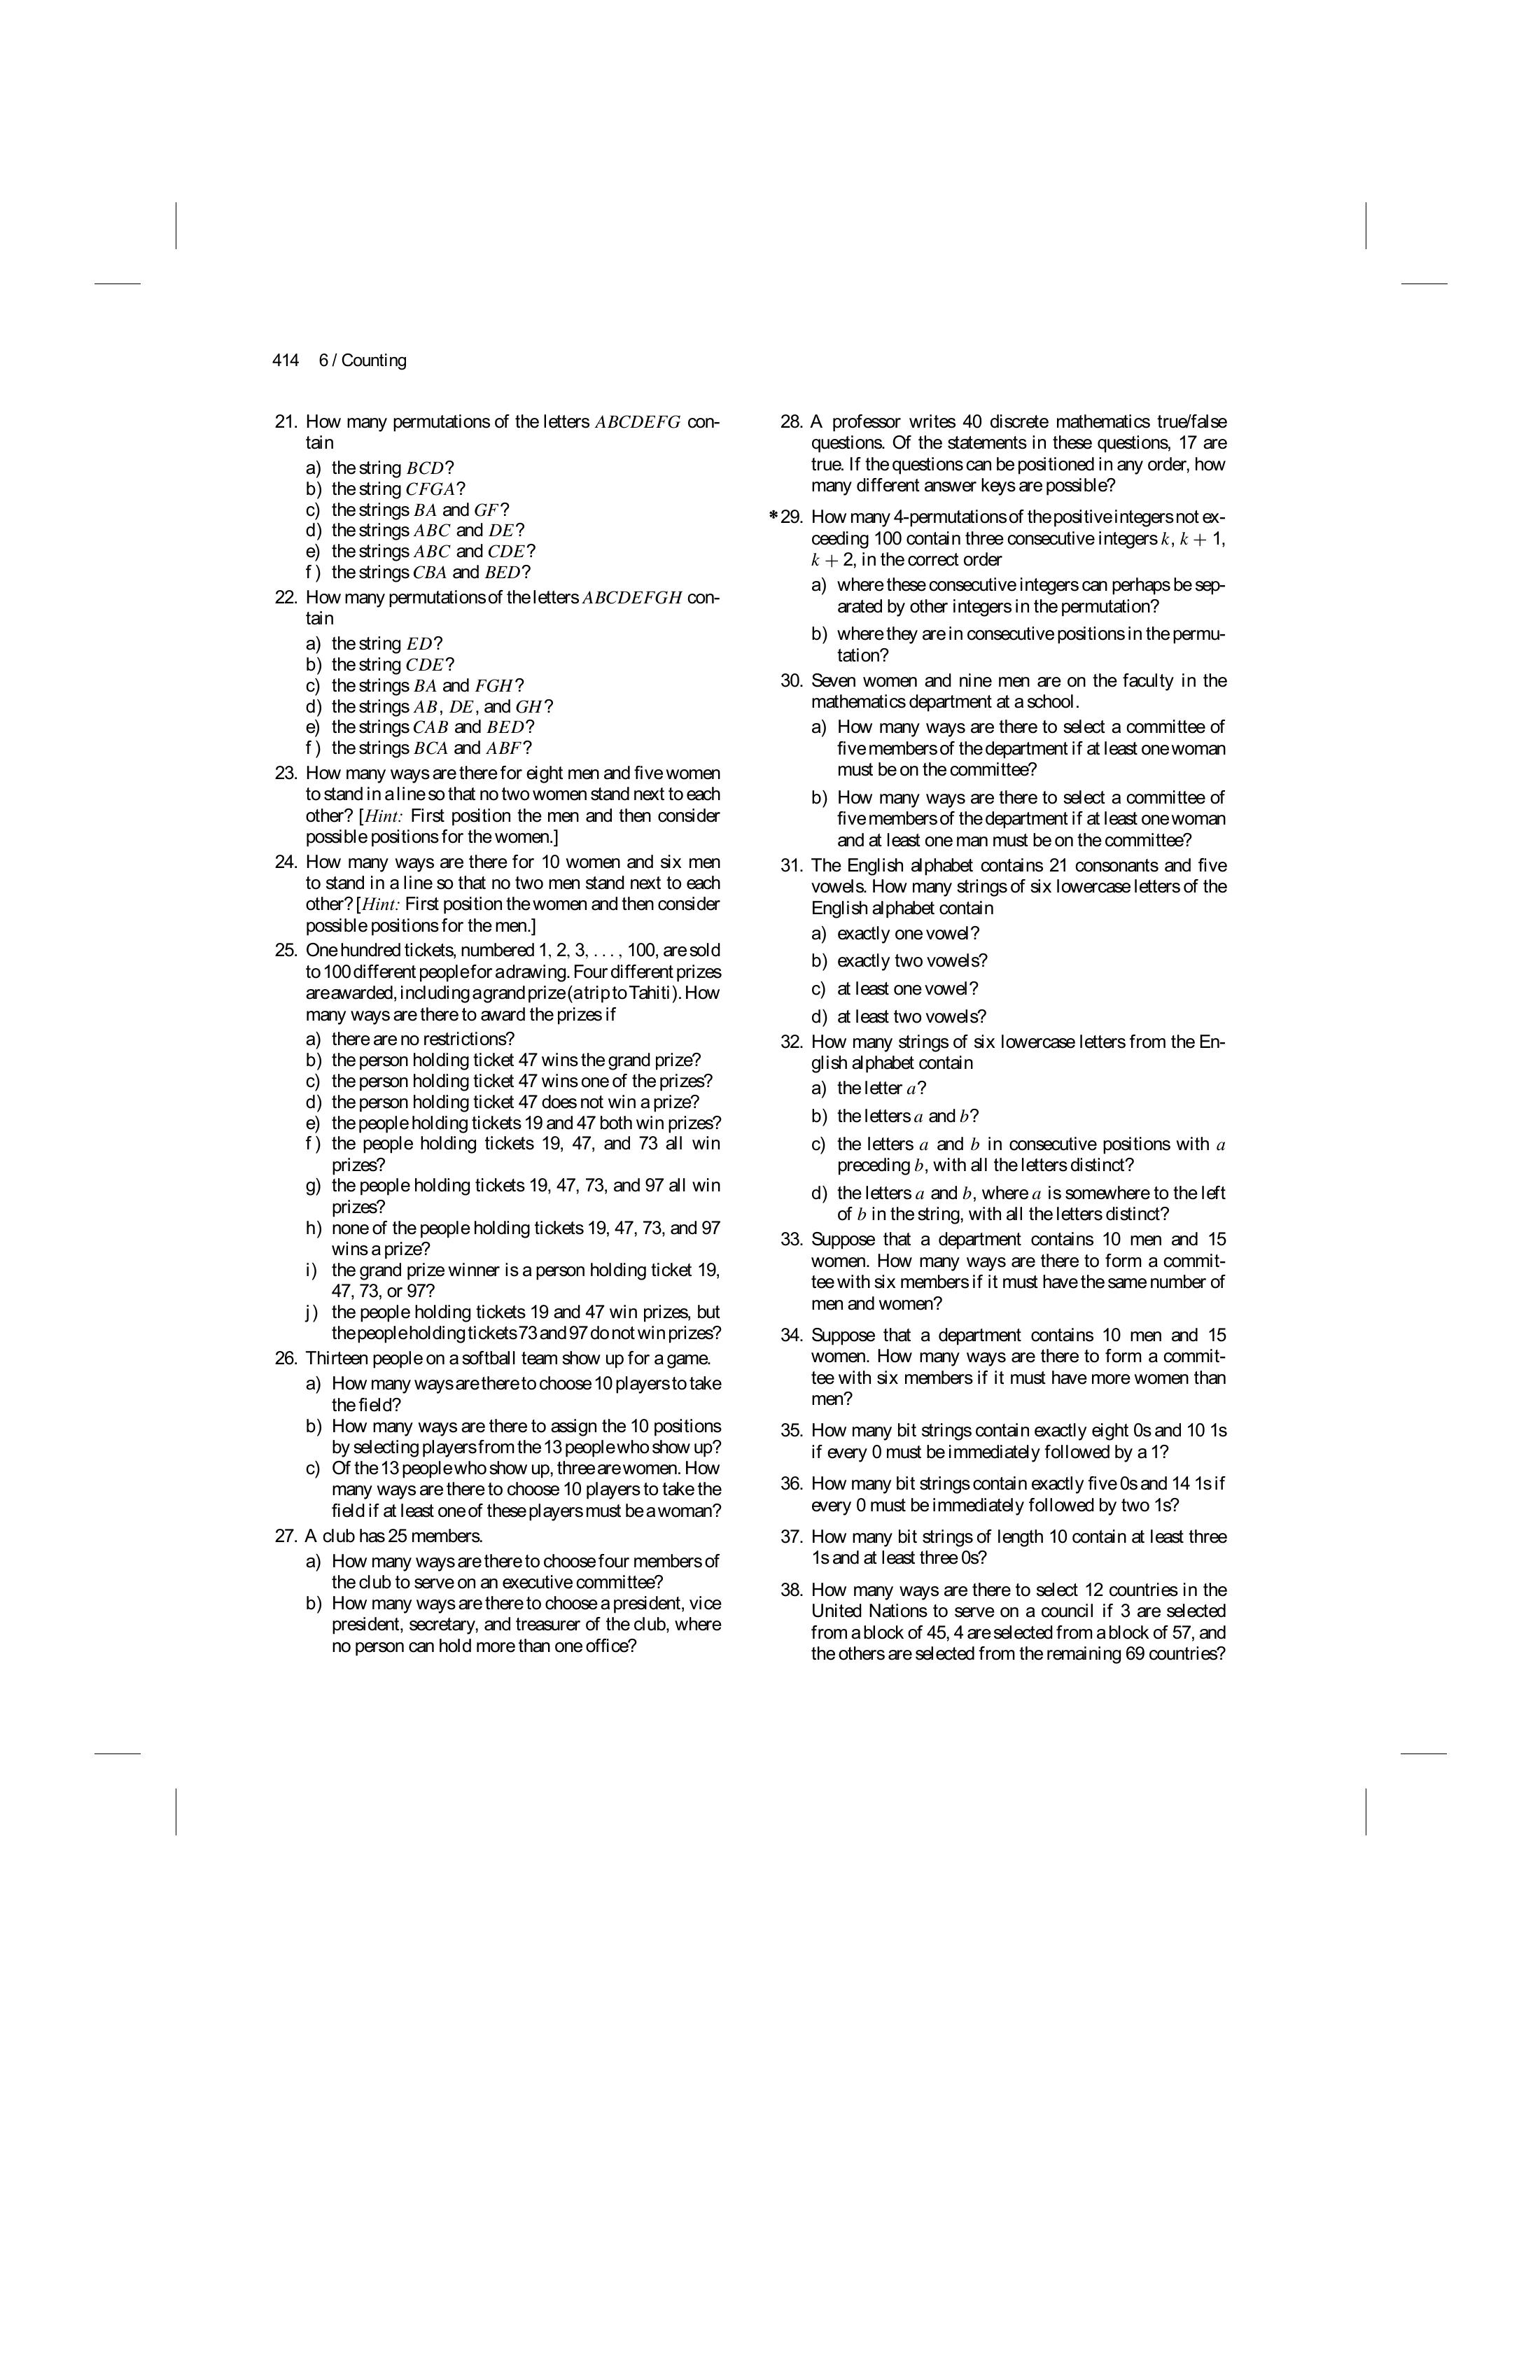 414 6 / Counting
21. How many permutations of the letters ABCDEFG con-
tain
a) the string BCD?
b) the string CFGA?
c) the strings BA and GF?
d) the strings ABC and DE?
e) the strings ABC and CDE?
f ) the strings CBA and BED?
22. How many permutations of the letters ABCDEFGH con-
tain
a) the string ED?
b) the string CDE?
c) the strings BA and FGH?
d) the strings AB, DE, and GH?
e) the strings CAB and BED?
f ) the strings BCA and ABF?
23. How many ways are there for eight men and five women
to stand in a line so that no two women stand next to each
other? [Hint: First position the men and then consider
possible positions for the women.]
24. How many ways are there for 10 women and six men
to stand in a line so that no two men stand next to each
other? [Hint: First position the women and then consider
possible positions for the men.]
25. One hundred tickets, numbered 1, 2, 3, . . . , 100, are sold
to 100 different people for a drawing. Four different prizes
are awarded, including a grand prize (a trip to Tahiti). How
many ways are there to award the prizes if
a) there are no restrictions?
b) the person holding ticket 47 wins the grand prize?
c) the person holding ticket 47 wins one of the prizes?
d) the person holding ticket 47 does not win a prize?
e) the people holding tickets 19 and 47 both win prizes?
f ) the people holding tickets 19, 47, and 73 all win
prizes?
g) the people holding tickets 19, 47, 73, and 97 all win
prizes?
h) none of the people holding tickets 19, 47, 73, and 97
wins a prize?
i) the grand prize winner is a person holding ticket 19,
47, 73, or 97?
j) the people holding tickets 19 and 47 win prizes, but
the people holding tickets 73 and 97 do not win prizes?
26. Thirteen people on a softball team show up for a game.
a) How many ways are there to choose 10 players to take
the field?
b) How many ways are there to assign the 10 positions
by selecting players from the 13 people who show up?
c) Of the 13 people who show up, three are women. How
many ways are there to choose 10 players to take the
field if at least one of these players must be a woman?
27. A club has 25 members.
a) How many ways are there to choose four members of
the club to serve on an executive committee?
b) How many ways are there to choose a president, vice
president, secretary, and treasurer of the club, where
no person can hold more than one office?
28. A professor writes 40 discrete mathematics true/false
questions. Of the statements in these questions, 17 are
true. If the questions can be positioned in any order, how
many different answer keys are possible?
*29. How many 4-permutations of the positive integers not ex-
ceeding 100 contain three consecutive integers k, k + 1,
k + 2, in the correct order
a) where these consecutive integers can perhaps be sep-
arated by other integers in the permutation?
b) where they are in consecutive positions in the permu-
tation?
30. Seven women and nine men are on the faculty in the
mathematics department at a school.
a) How many ways are there to select a committee of
five members of the department if at least one woman
must be on the committee?
b) How many ways are there to select a committee of
five members of the department if at least one woman
and at least one man must be on the committee?
31. The English alphabet contains 21 consonants and five
vowels. How many strings of six lowercase letters of the
English alphabet contain
a) exactly one vowel?
b) exactly two vowels?
c) at least one vowel?
d) at least two vowels?
32. How many strings of six lowercase letters from the En-
glish alphabet contain
a) the letter a?
b) the letters a and b?
c) the letters a and b in consecutive positions with a
preceding b, with all the letters distinct?
d) the letters a and b, where a is somewhere to the left
of b in the string, with all the letters distinct?
33. Suppose that a department contains 10 men and 15
women. How many ways are there to form a commit-
tee with six members if it must have the same number of
men and women?
34. Suppose that a department contains 10 men and 15
women. How many ways are there to form a commit-
tee with six members if it must have more women than
men?
35. How many bit strings contain exactly eight 0s and 10 1s
if every 0 must be immediately followed by a 1?
36. How many bit strings contain exactly five 0s and 14 1s if
every 0 must be immediately followed by two 1s?
37. How many bit strings of length 10 contain at least three
1s and at least three 0s?
38. How many ways are there to select 12 countries in the
United Nations to serve on a council if 3 are selected
from a block of 45, 4 are selected from a block of 57, and
the others are selected from the remaining 69 countries?